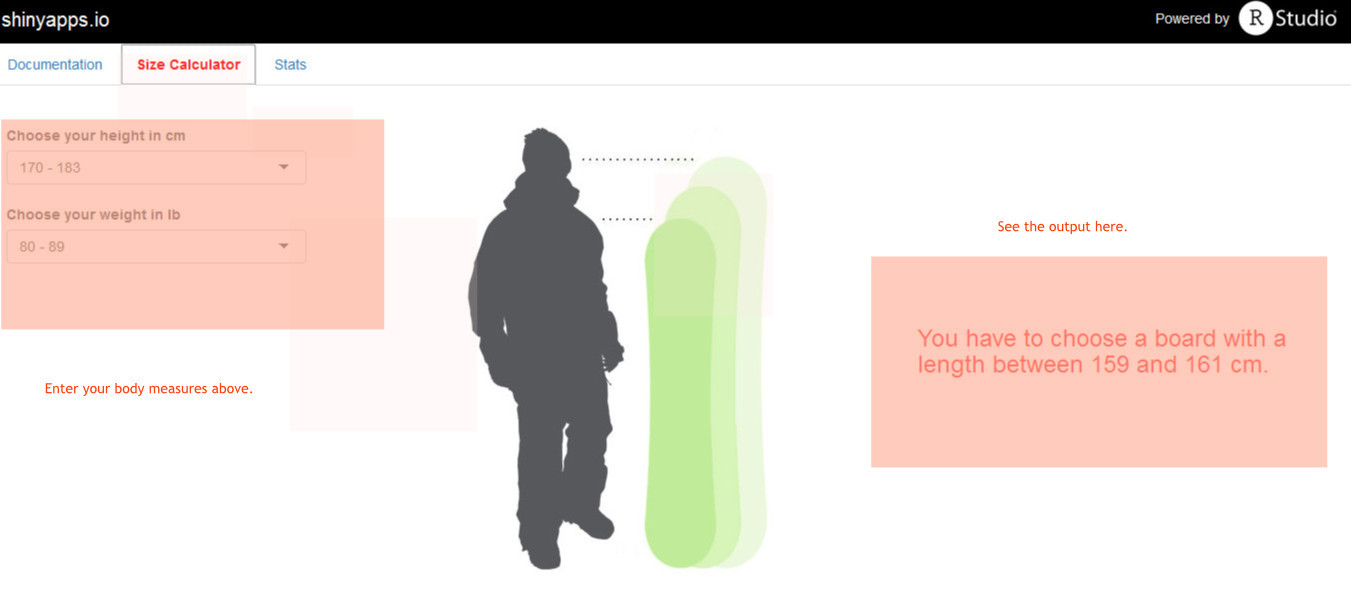 shinyapps.io
Powered by R Studio
Documentation Size Calculator Stats
Choose your height in cm
170 - 183
Choose your weight in lb
80 - 89
See the output here.
You have to choose a board with a
length between 159 and 161 cm.
Enter your body measures above.